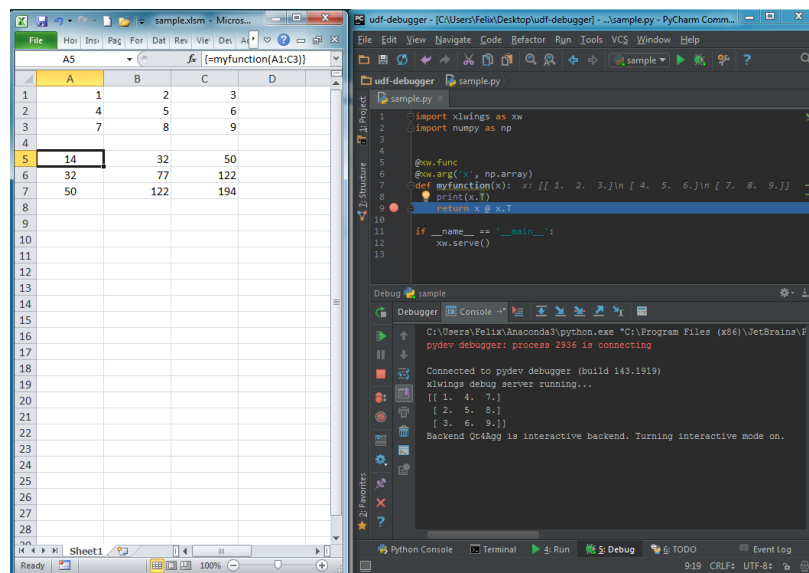 sample.xlsm - Micros...
File Hor Inse Pag For Dat Rev Vie Dev
A5 fx {=myfunction(A1:C3)}
A B C D
1 1 2 3
2 4 5 6
3 7 8 9
4
5 14 32 50
6 32 77 122
7 50 122 194
8
9
10
11
12
13
14
15
16
17
18
19
20
21
22
23
24
25
26
27
28
Sheet1
Ready 100%
udf-debugger - [C:\Users\Felix\Desktop\udf-debugger] - ...\sample.py - PyCharm Comm...
File Edit View Navigate Code Refactor Run Tools VCS Window Help
sample
udf-debugger sample.py
sample.py
1: Project
7: Structure
2: Favorites
1 import xlwings as xw
2 import numpy as np
3
4
5 @xw.func
6 @xw.arg('x', np.array)
7 def myfunction(x): x: [[ 1. 2. 3.]\n [ 4. 5. 6.]\n [ 7. 8. 9.]]
8 print(x.T)
9 return x @ x.T
10
11 if __name__ == '__main__':
12 xw.serve()
13
Debug sample
Debugger Console
C:\Users\Felix\Anaconda3\python.exe "C:\Program Files (x86)\JetBrains\P
pydev debugger: process 2936 is connecting
Connected to pydev debugger (build 143.1919)
xlwings debug server running...
[[ 1. 4. 7.]
[ 2. 5. 8.]
[ 3. 6. 9.]]
Backend Qt4Agg is interactive backend. Turning interactive mode on.
Python Console Terminal 4: Run 5: Debug 6: TODO Event Log
9:19 CRLF UTF-8